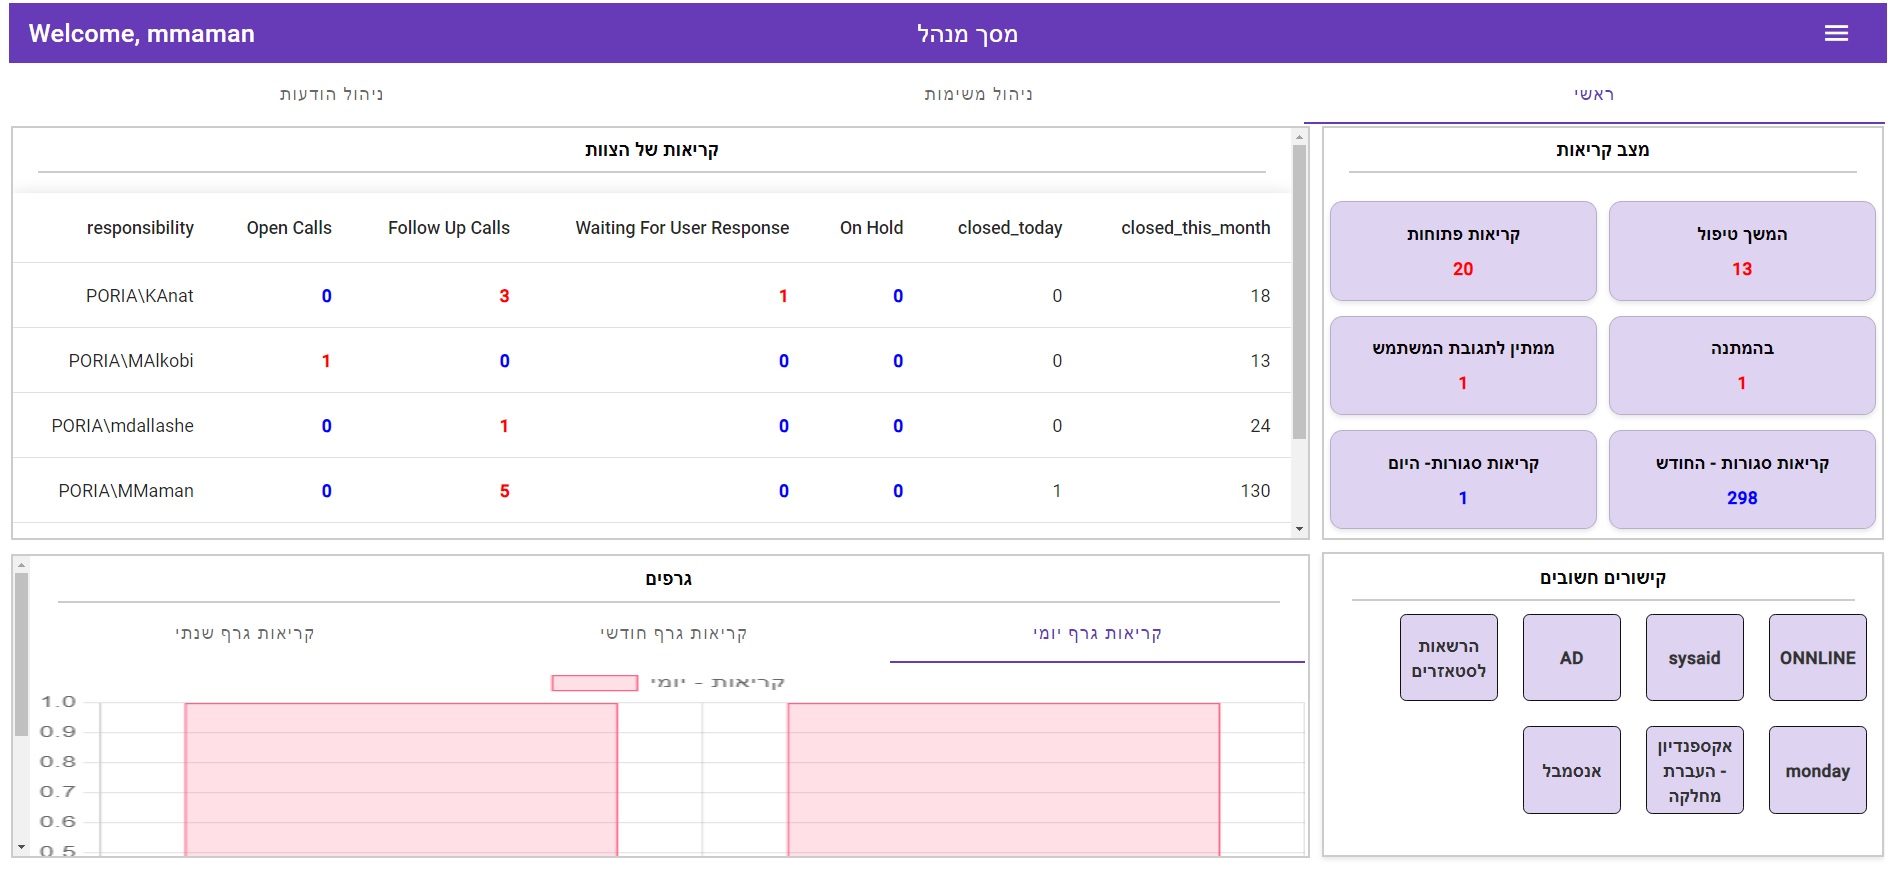 Welcome, mmaman
מסך מנהל
ראשי
ניהול משימות
ניהול הודעות
קריאות של הצוות
responsibility Open Calls Follow Up Calls Waiting For User Response On Hold closed_today closed_this_month
PORIA\KAnat 0 3 1 0 0 18
PORIA\MAlkobi 1 0 0 0 0 13
PORIA\mdallashe 0 1 0 0 0 24
PORIA\MMaman 0 5 0 0 1 130
מצב קריאות
המשך טיפול
13
קריאות פתוחות
20
בהמתנה
1
ממתין לתגובת המשתמש
1
קריאות סגורות - החודש
298
קריאות סגורות- היום
1
גרפים
קריאות גרף יומי
קריאות גרף חודשי
קריאות גרף שנתי
קריאות - יומי
1.0
0.9
0.8
0.7
0.6
0.5
קישורים חשובים
ONNLINE
sysaid
AD
הרשאות
לסטאזרים
monday
אקספנדיון
- העברת
מחלקה
אנסמבל